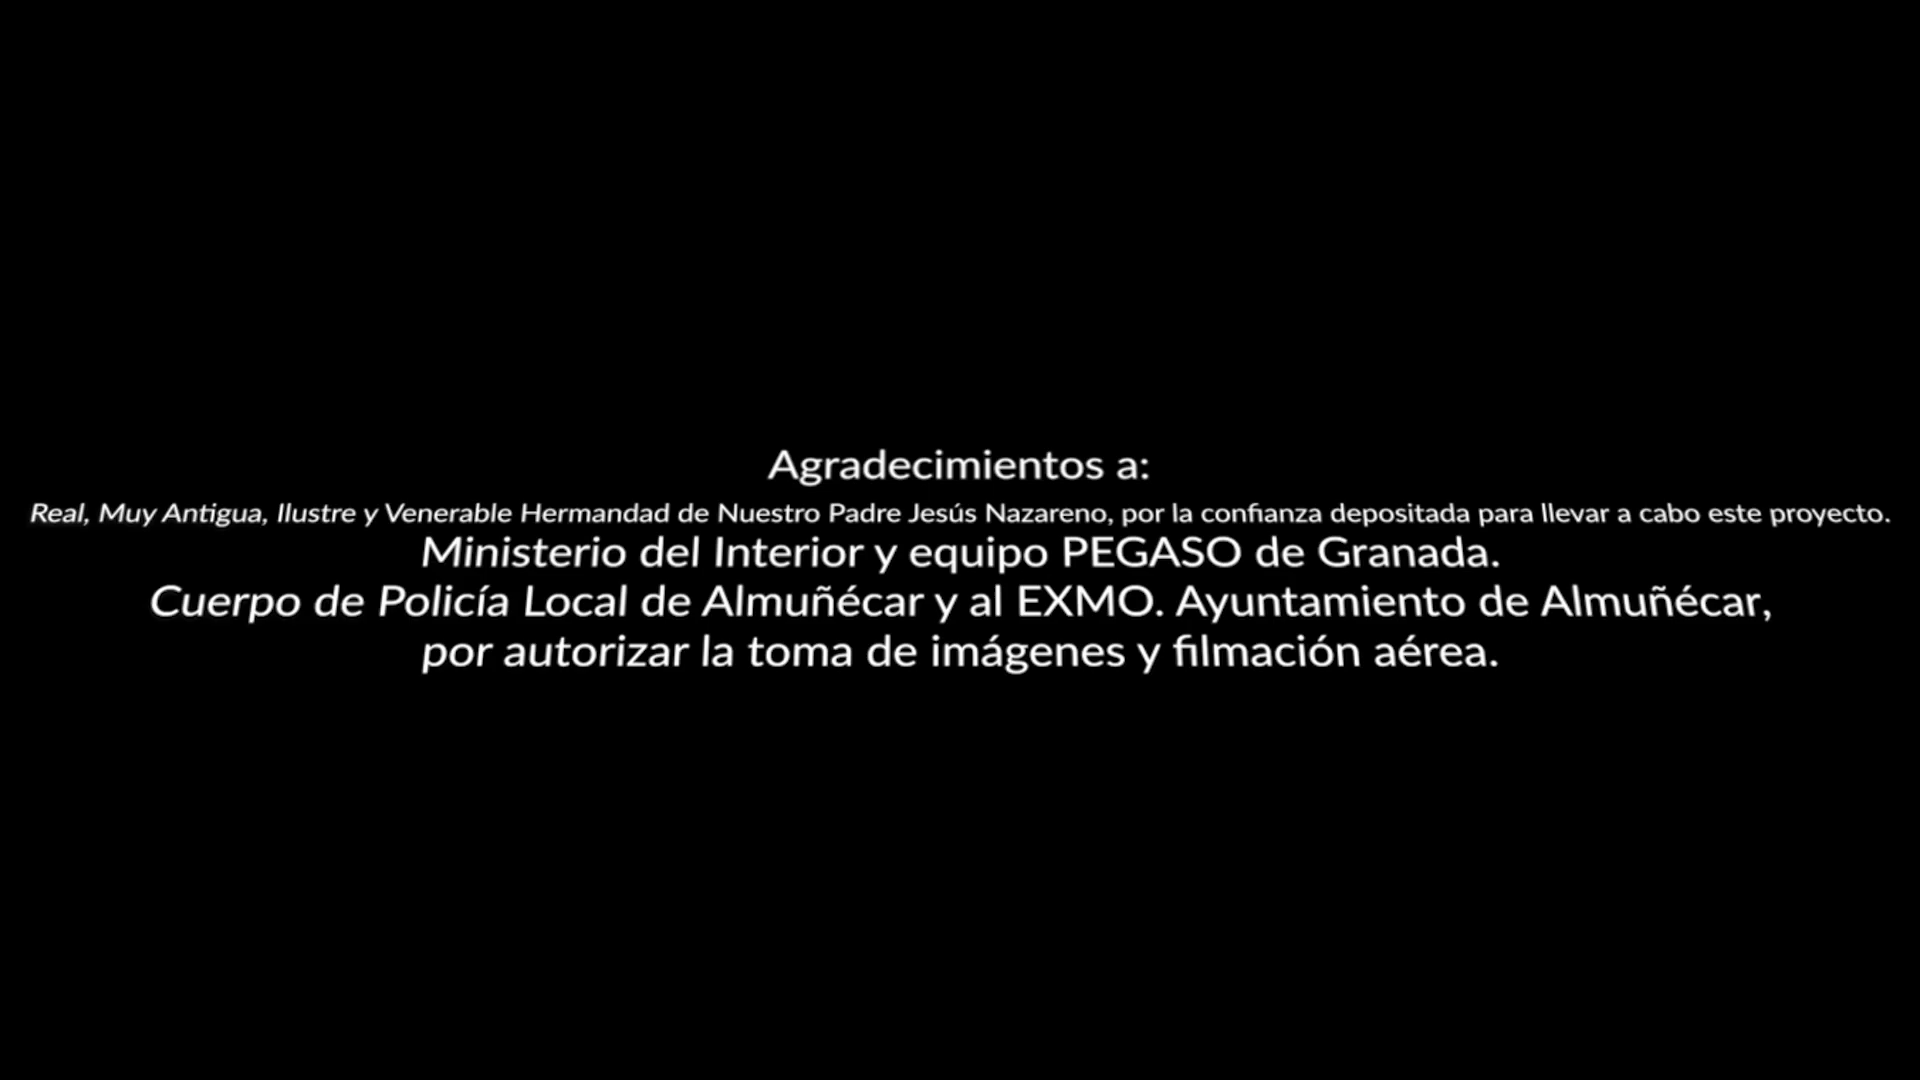 Agradecimientos a:
Real, Muy Antigua, Ilustre y Venerable Hermandad de Nuestro Padre Jesús Nazareno, por la confianza depositada para llevar a cabo este proyecto.
Ministerio del Interior y equipo PEGASO de Granada.
Cuerpo de Policía Local de Almuñécar y al EXMO. Ayuntamiento de Almuñécar,
por autorizar la toma de imágenes y filmación aérea.